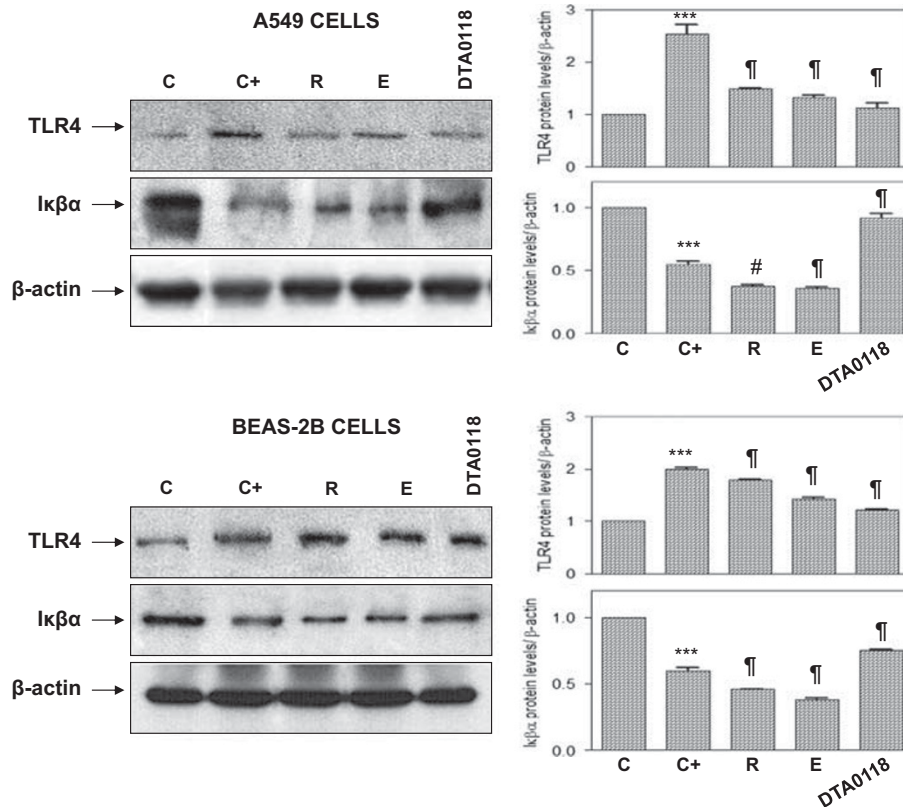 A549 CELLS
C C+ R E DTA0118
TLR4
Iκβα
β-actin
TLR4 protein levels/β-actin
3
2
1
0
*** ¶ ¶ ¶
Iκβα protein levels/β-actin
1.0
0.5
0.0
*** # ¶ ¶
C C+ R E DTA0118
BEAS-2B CELLS
C C+ R E DTA0118
TLR4
Iκβα
β-actin
TLR4 protein levels/β-actin
3
2
1
0
*** ¶ ¶ ¶
Iκβα protein levels/β-actin
1.0
0.5
0.0
*** ¶ ¶ ¶
C C+ R E DTA0118